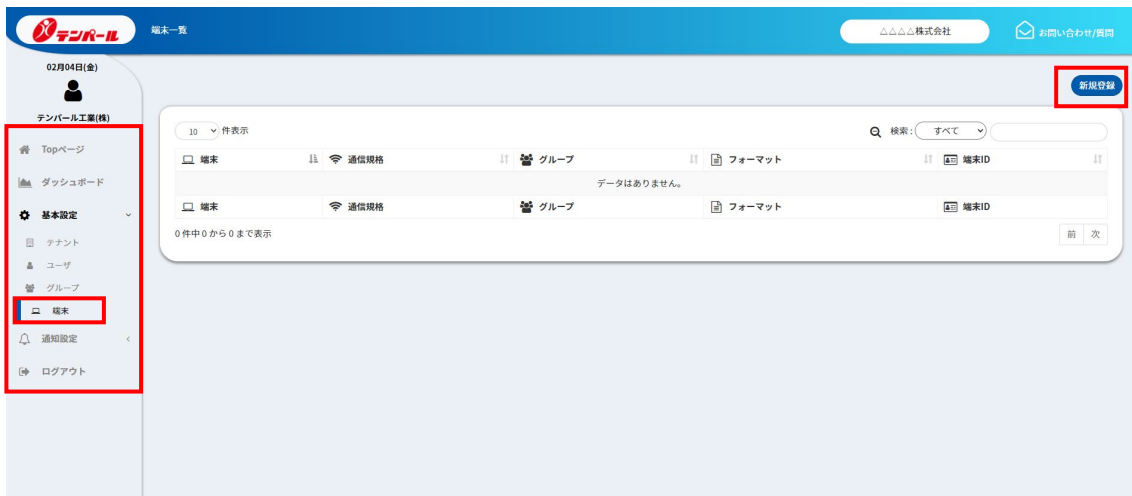 テンパール
端末一覧
△△△△株式会社
お問い合わせ/質問
02月04日(金)
テンパール工業(株)
Topページ
ダッシュボード
基本設定
テナント
ユーザ
グループ
端末
通知設定
ログアウト
新規登録
10 件表示
検索: すべて
端末 通信規格 グループ フォーマット 端末ID
データはありません。
端末 通信規格 グループ フォーマット 端末ID
0 件中 0 から 0 まで表示
前 次